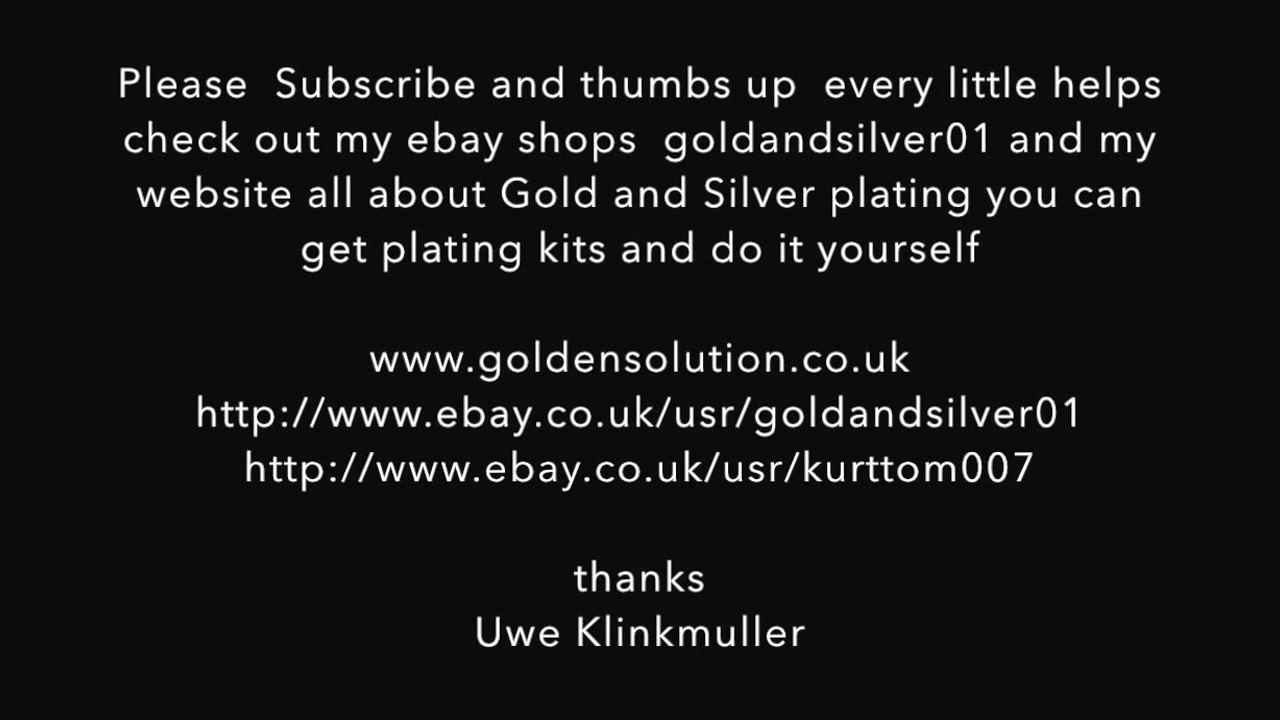 Please  Subscribe and thumbs up  every little helps
check out my ebay shops  goldandsilver01 and my
website all about Gold and Silver plating you can
get plating kits and do it yourself
www.goldensolution.co.uk
http://www.ebay.co.uk/usr/goldandsilver01
http://www.ebay.co.uk/usr/kurttom007
thanks
Uwe Klinkmuller